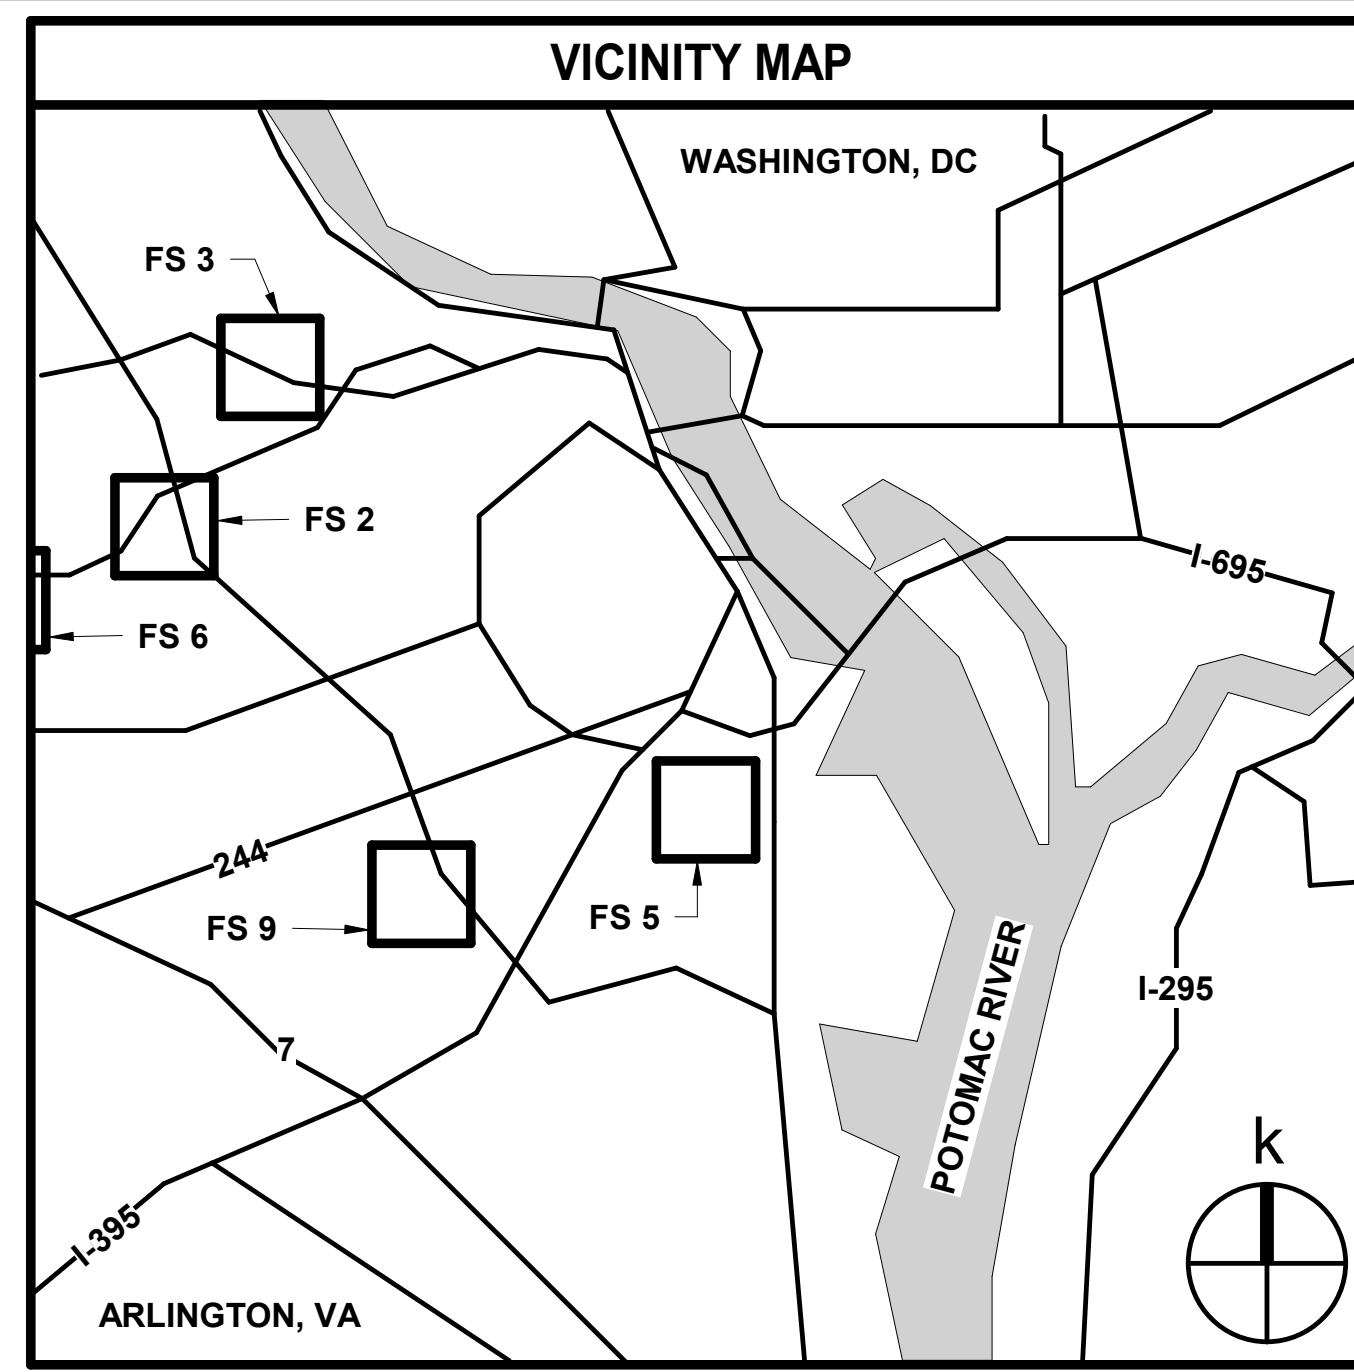 VICINITY MAP
WASHINGTON, DC
FS 3
FS 2
I-695
FS 6
244
FS 9
FS 5
POTOMAC RIVER
I-295
7
k
I-395
ARLINGTON, VA